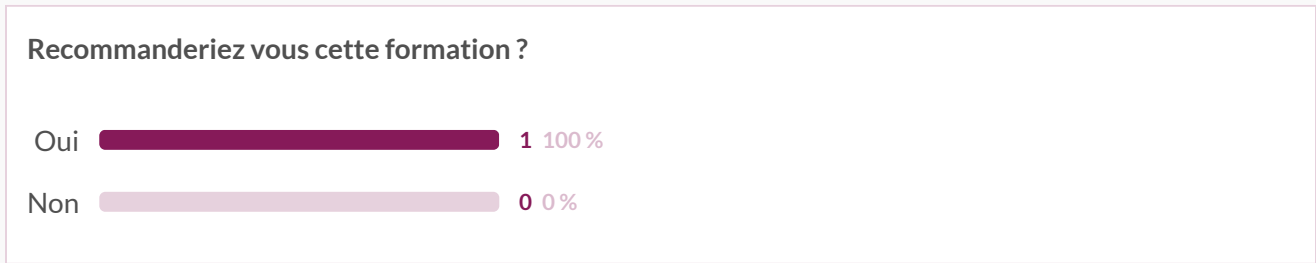 Recommanderiez vous cette formation ?
Oui 1 100 %
Non 0 0 %